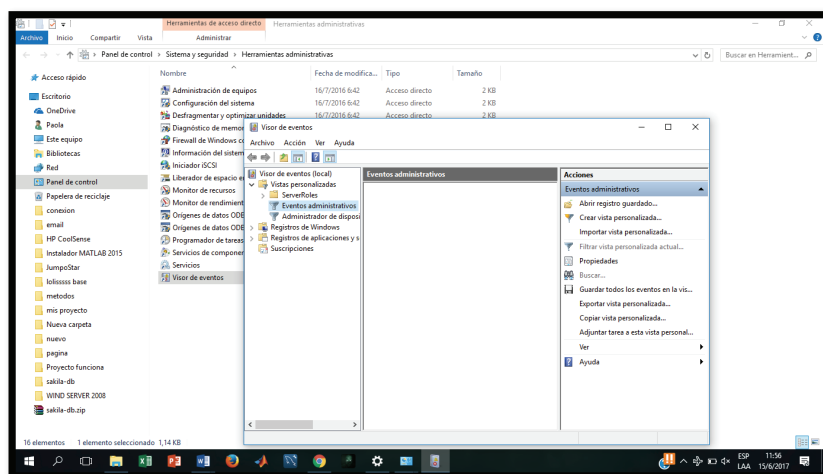 Herramientas de acceso directo
Herramientas administrativas
Archivo
Inicio
Compartir
Vista
Administrar
Panel de control
Sistema y seguridad
Herramientas administrativas
Buscar en Herramient...
Acceso rápido
Escritorio
OneDrive
Paola
Este equipo
Bibliotecas
Red
Panel de control
Papelera de reciclaje
conexion
email
HP CoolSense
Instalador MATLAB 2015
JumpoStar
lolisssss base
metodos
mis proyecto
Nueva carpeta
nuevo
pagina
Proyecto funciona
sakila-db
WIND SERVER 2008
sakila-db.zip
Nombre
Fecha de modifica...
Tipo
Tamaño
Administración de equipos
16/7/2016 6:42
Acceso directo
2 KB
Configuración del sistema
16/7/2016 6:42
Acceso directo
2 KB
Desfragmentar y optimizar unidades
16/7/2016 6:42
Acceso directo
2 KB
Diagnóstico de memor
Firewall de Windows co
Información del sistem
Iniciador iSCSI
Liberador de espacio e
Monitor de recursos
Monitor de rendimient
Orígenes de datos ODB
Orígenes de datos ODB
Programador de tareas
Servicios de componer
Servicios
Visor de eventos
Visor de eventos
Archivo
Acción
Ver
Ayuda
Visor de eventos (local)
Vistas personalizadas
ServerRoles
Eventos administrativos
Administrador de disposi
Registros de Windows
Registros de aplicaciones y s
Suscripciones
Eventos administrativos
Acciones
Eventos administrativos
Abrir registro guardado...
Crear vista personalizada...
Importar vista personalizada...
Filtrar vista personalizada actual...
Propiedades
Buscar...
Guardar todos los eventos en la vis...
Exportar vista personalizada...
Copiar vista personalizada...
Adjuntar tarea a esta vista personal...
Ver
Ayuda
16 elementos
1 elemento seleccionado 1,14 KB
ESP
LAA
11:56
15/6/2017